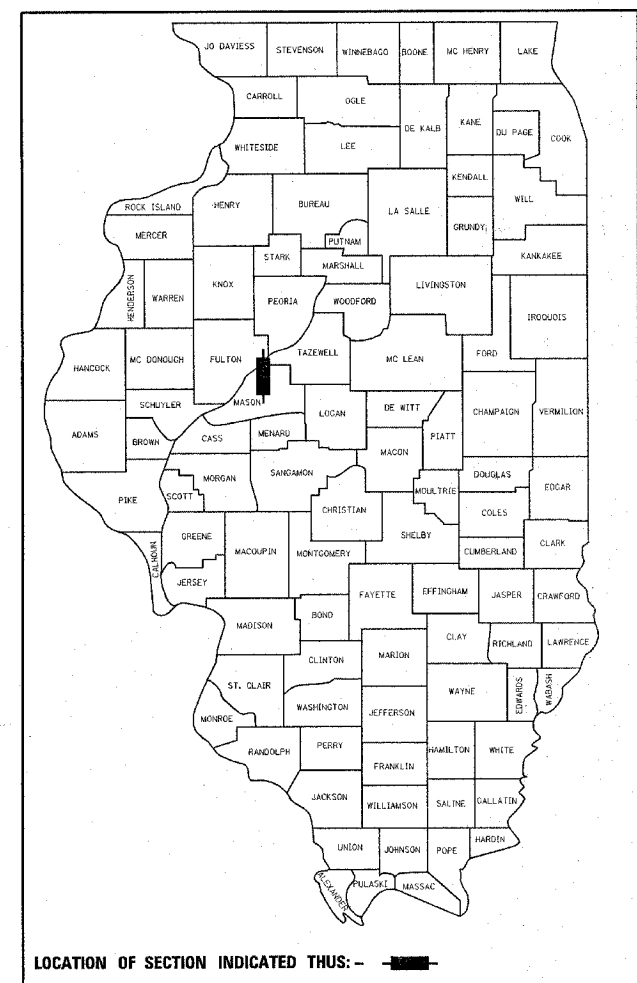 JO DAVIESS STEVENSON WINNEBAGO BOONE MC HENRY LAKE
CARROLL OGLE DE KALB KANE DU PAGE COOK
WHITESIDE LEE
KENDALL WILL
ROCK ISLAND HENRY BUREAU LA SALLE GRUNDY
MERCER PUTNAM
STARK MARSHALL KANKAKEE
HENDERSON WARREN KNOX PEORIA WOODFORD LIVINGSTON IROQUOIS
HANCOCK MC DONOUGH FULTON TAZEWELL MC LEAN FORD
SCHUYLER MASON LOGAN DE WITT CHAMPAIGN VERMILION
ADAMS BROWN CASS MENARD MACON PIATT
PIKE SCOTT MORGAN SANGAMON CHRISTIAN MOULTRIE DOUGLAS EDGAR
COLES
CALHOUN GREENE MACOUPIN MONTGOMERY SHELBY CUMBERLAND CLARK
JERSEY
FAYETTE EFFINGHAM JASPER CRAWFORD
MADISON BOND
CLAY RICHLAND LAWRENCE
CLINTON MARION
ST. CLAIR WAYNE EDWARDS WABASH
WASHINGTON JEFFERSON
MONROE
RANDOLPH PERRY HAMILTON WHITE
FRANKLIN
JACKSON WILLIAMSON SALINE GALLATIN
UNION JOHNSON POPE HARDIN
ALEXANDER PULASKI MASSAC
LOCATION OF SECTION INDICATED THUS: -